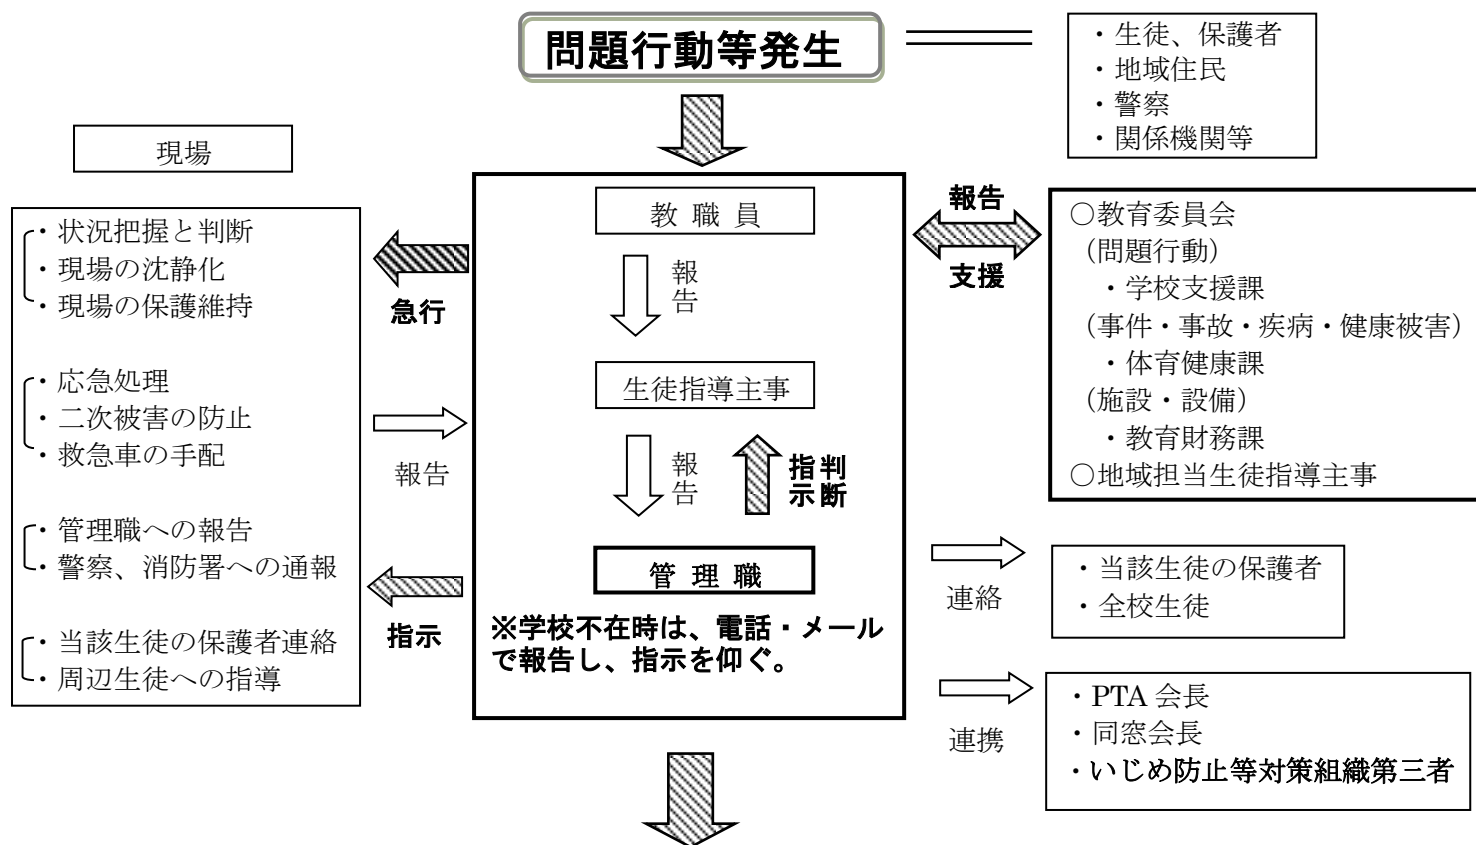 問題行動等発生
・生徒、保護者
・地域住民
・警察
・関係機関等
現場
・状況把握と判断
・現場の沈静化
・現場の保護維持
・応急処理
・二次被害の防止
・救急車の手配
・管理職への報告
・警察、消防署への通報
・当該生徒の保護者連絡
・周辺生徒への指導
急行
報告
指示
教職員
報告
生徒指導主事
報告
指示
判断
管理職
※学校不在時は、電話・メール
で報告し、指示を仰ぐ。
報告
支援
○教育委員会
(問題行動)
・学校支援課
(事件・事故・疾病・健康被害)
・体育健康課
(施設・設備)
・教育財務課
○地域担当生徒指導主事
連絡
・当該生徒の保護者
・全校生徒
連携
・PTA 会長
・同窓会長
・いじめ防止等対策組織第三者